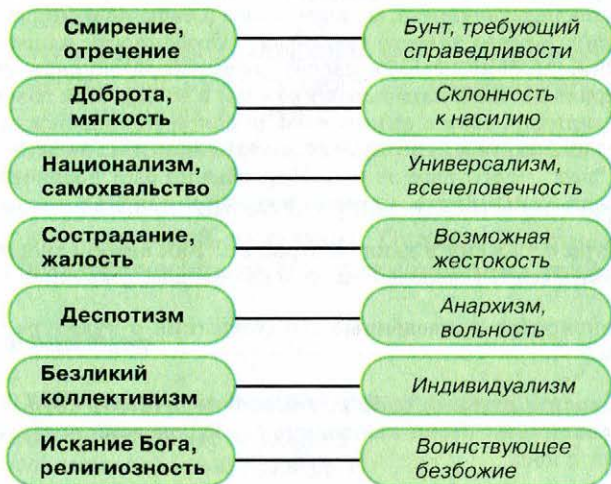 Смирение,
отречение
Бунт, требующий
справедливости
Доброта,
мягкость
Склонность
к насилию
Национализм,
самохвальство
Универсализм,
всечеловечность
Сострадание,
жалость
Возможная
жестокость
Деспотизм
Анархизм,
вольность
Безликий
коллективизм
Индивидуализм
Искание Бога,
религиозность
Воинствующее
безбожие